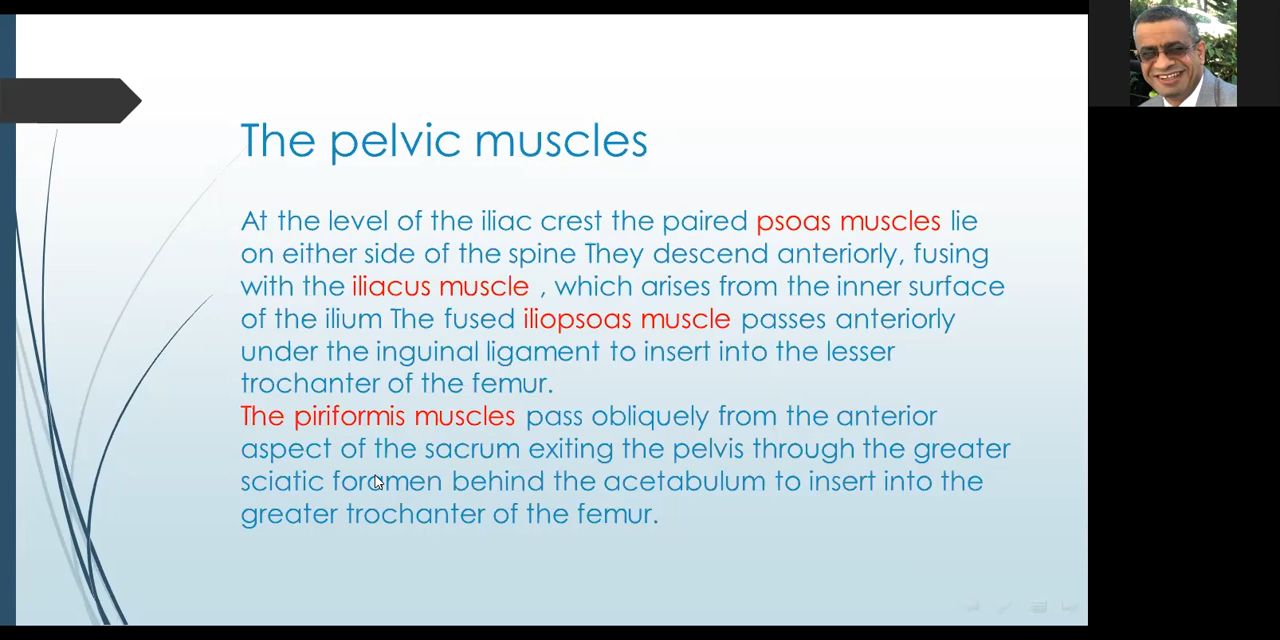 The pelvic muscles
At the level of the iliac crest the paired psoas muscles lie
on either side of the spine They descend anteriorly, fusing
with the iliacus muscle , which arises from the inner surface
of the ilium The fused iliopsoas muscle passes anteriorly
under the inguinal ligament to insert into the lesser
trochanter of the femur.
The piriformis muscles pass obliquely from the anterior
aspect of the sacrum exiting the pelvis through the greater
sciatic foramen behind the acetabulum to insert into the
greater trochanter of the femur.